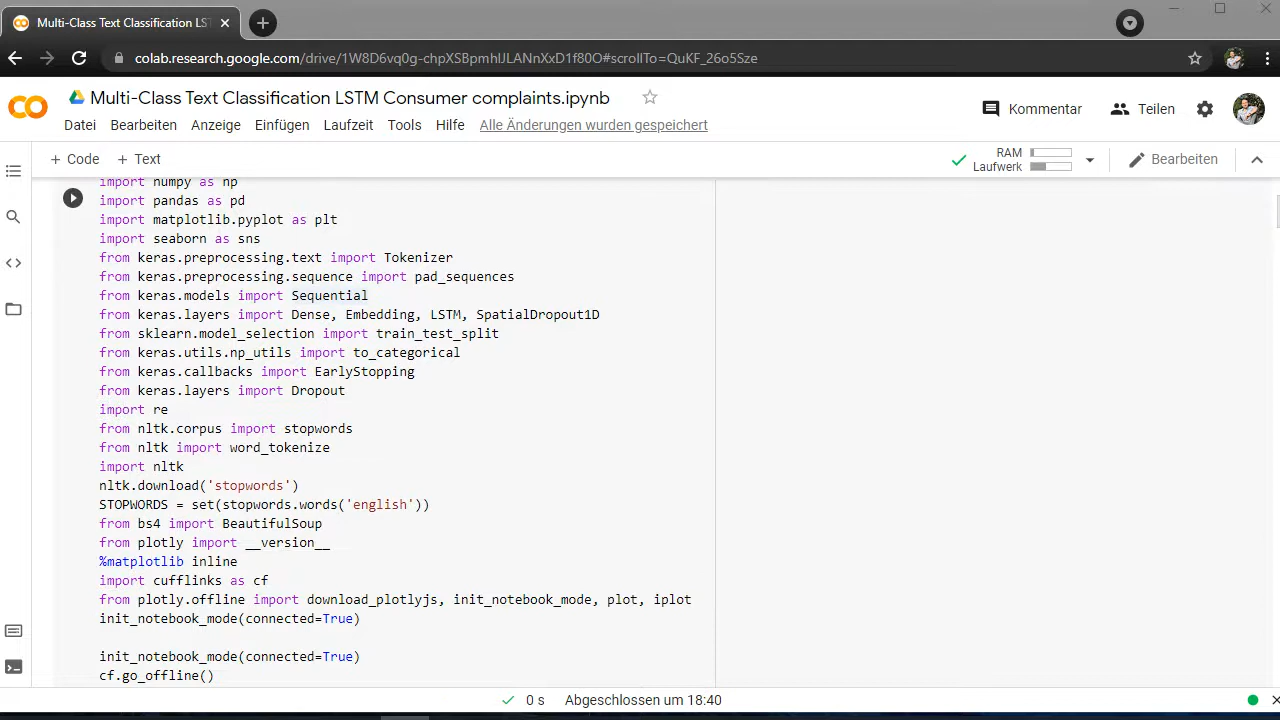 Multi-Class Text Classification LST
colab.research.google.com/drive/1W8D6vq0g-chpXSBpmhIJLANnXxD1f80O#scrollTo=QuKF_26o5Sze
Multi-Class Text Classification LSTM Consumer complaints.ipynb
Kommentar
Teilen
Datei Bearbeiten Anzeige Einfügen Laufzeit Tools Hilfe Alle Änderungen wurden gespeichert
+ Code + Text
RAM
Laufwerk
Bearbeiten
import numpy as np
import pandas as pd
import matplotlib.pyplot as plt
import seaborn as sns
from keras.preprocessing.text import Tokenizer
from keras.preprocessing.sequence import pad_sequences
from keras.models import Sequential
from keras.layers import Dense, Embedding, LSTM, SpatialDropout1D
from sklearn.model_selection import train_test_split
from keras.utils.np_utils import to_categorical
from keras.callbacks import EarlyStopping
from keras.layers import Dropout
import re
from nltk.corpus import stopwords
from nltk import word_tokenize
import nltk
nltk.download('stopwords')
STOPWORDS = set(stopwords.words('english'))
from bs4 import BeautifulSoup
from plotly import __version__
%matplotlib inline
import cufflinks as cf
from plotly.offline import download_plotlyjs, init_notebook_mode, plot, iplot
init_notebook_mode(connected=True)
init_notebook_mode(connected=True)
cf.go_offline()
0 s Abgeschlossen um 18:40